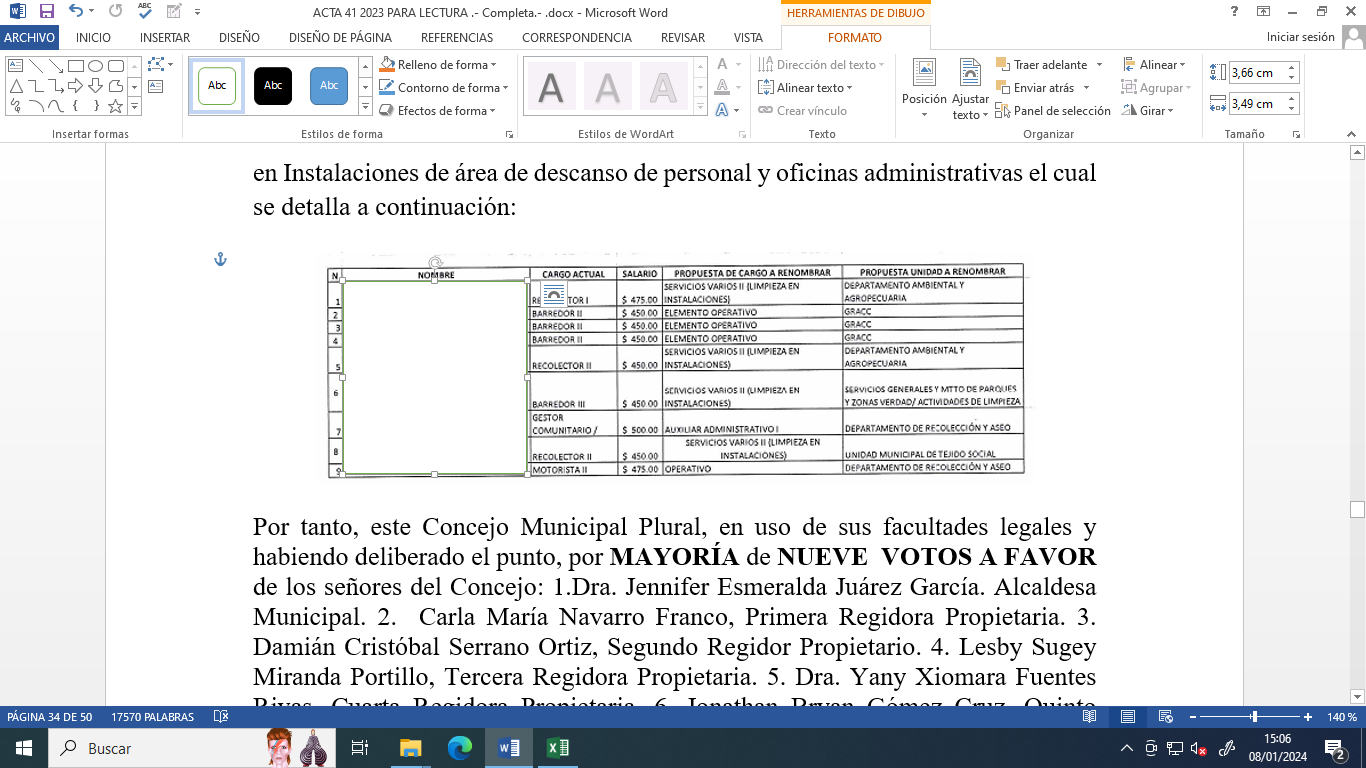 ACTA 41 2023 PARA LECTURA .- Completa.- .docx - Microsoft Word
HERRAMIENTAS DE DIBUJO
ARCHIVO INICIO INSERTAR DISEÑO DISEÑO DE PÁGINA REFERENCIAS CORRESPONDENCIA REVISAR VISTA FORMATO Iniciar sesión
Abc Abc Abc
Relleno de forma
Contorno de forma
Efectos de forma
A A A
Dirección del texto
Alinear texto
Crear vínculo
Posición
Ajustar texto
Traer adelante
Enviar atrás
Panel de selección
Alinear
Agrupar
Girar
3,66 cm
3,49 cm
Insertar formas Estilos de forma Estilos de WordArt Texto Organizar Tamaño
en Instalaciones de área de descanso de personal y oficinas administrativas el cual
se detalla a continuación:
N NOMBRE CARGO ACTUAL SALARIO PROPUESTA DE CARGO A RENOMBRAR PROPUESTA UNIDAD A RENOMBRAR
SERVICIOS VARIOS II (LIMPIEZA EN DEPARTAMENTO AMBIENTAL Y
1 TOR I $ 475.00 INSTALACIONES) AGROPECUARIA
2 BARREDOR II $ 450.00 ELEMENTO OPERATIVO GRACC
3 BARREDOR II $ 450.00 ELEMENTO OPERATIVO GRACC
4 BARREDOR II $ 450.00 ELEMENTO OPERATIVO GRACC
SERVICIOS VARIOS II (LIMPIEZA EN DEPARTAMENTO AMBIENTAL Y
5 RECOLECTOR II $ 450.00 INSTALACIONES) AGROPECUARIA
SERVICIOS VARIOS II (LIMPIEZA EN SERVICIOS GENERALES Y MTTO DE PARQUES
6 BARREDOR III $ 450.00 INSTALACIONES) Y ZONAS VERDAD/ ACTIVIDADES DE LIMPIEZA
GESTOR
7 COMUNITARIO / $ 500.00 AUXILIAR ADMINISTRATIVO I DEPARTAMENTO DE RECOLECCIÓN Y ASEO
SERVICIOS VARIOS II (LIMPIEZA EN
8 RECOLECTOR II $ 450.00 INSTALACIONES) UNIDAD MUNICIPAL DE TEJIDO SOCIAL
9 MOTORISTA II $ 475.00 OPERATIVO DEPARTAMENTO DE RECOLECCIÓN Y ASEO
Por tanto, este Concejo Municipal Plural, en uso de sus facultades legales y
habiendo deliberado el punto, por MAYORÍA de NUEVE VOTOS A FAVOR
de los señores del Concejo: 1.Dra. Jennifer Esmeralda Juárez García. Alcaldesa
Municipal. 2. Carla María Navarro Franco, Primera Regidora Propietaria. 3.
Damián Cristóbal Serrano Ortiz, Segundo Regidor Propietario. 4. Lesby Sugey
Miranda Portillo, Tercera Regidora Propietaria. 5. Dra. Yany Xiomara Fuentes
Rivas, Cuarta Regidora Propietaria. 6. Jonathan Bryan Gómez Cruz, Quinto
PÁGINA 34 DE 50 17570 PALABRAS 140 %
Buscar
15:06
08/01/2024
2